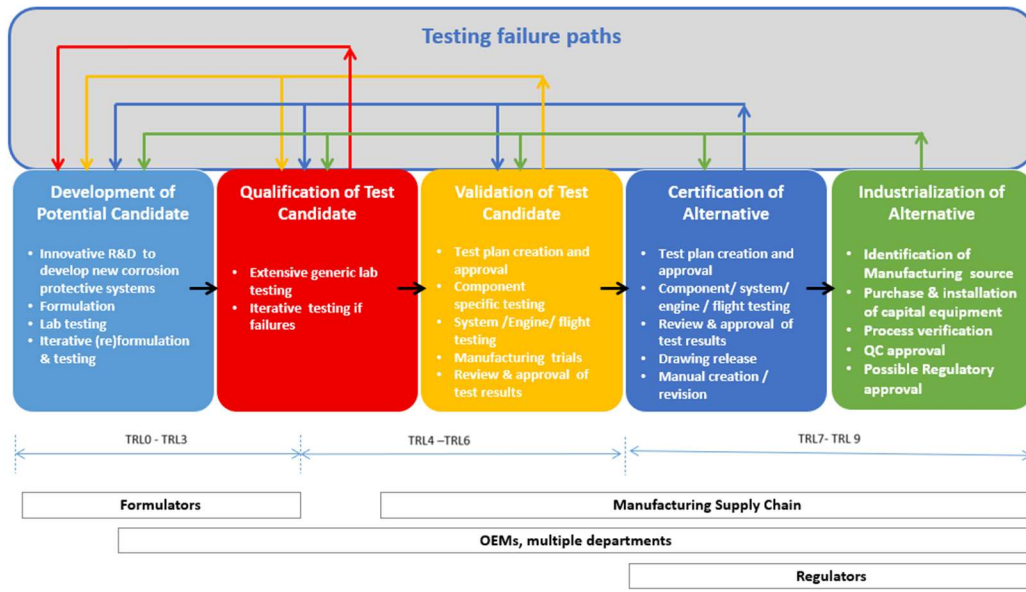 Testing failure paths
Development of
Potential Candidate
• Innovative R&D to
develop new corrosion
protective systems
• Formulation
• Lab testing
• Iterative (re)formulation
& testing
Qualification of Test
Candidate
• Extensive generic lab
testing
• Iterative testing if
failures
Validation of Test
Candidate
• Test plan creation and
approval
• Component
specific testing
• System /Engine/ flight
testing
• Manufacturing trials
• Review & approval of
test results
Certification of
Alternative
• Test plan creation and
approval
• Component/ system/
engine / flight testing
• Review & approval of
test results
• Drawing release
• Manual creation /
revision
Industrialization of
Alternative
• Identification of
Manufacturing source
• Purchase & installation
of capital equipment
• Process verification
• QC approval
• Possible Regulatory
approval
TRL0 - TRL3
TRL4 –TRL6
TRL7- TRL 9
Formulators
Manufacturing Supply Chain
OEMs, multiple departments
Regulators